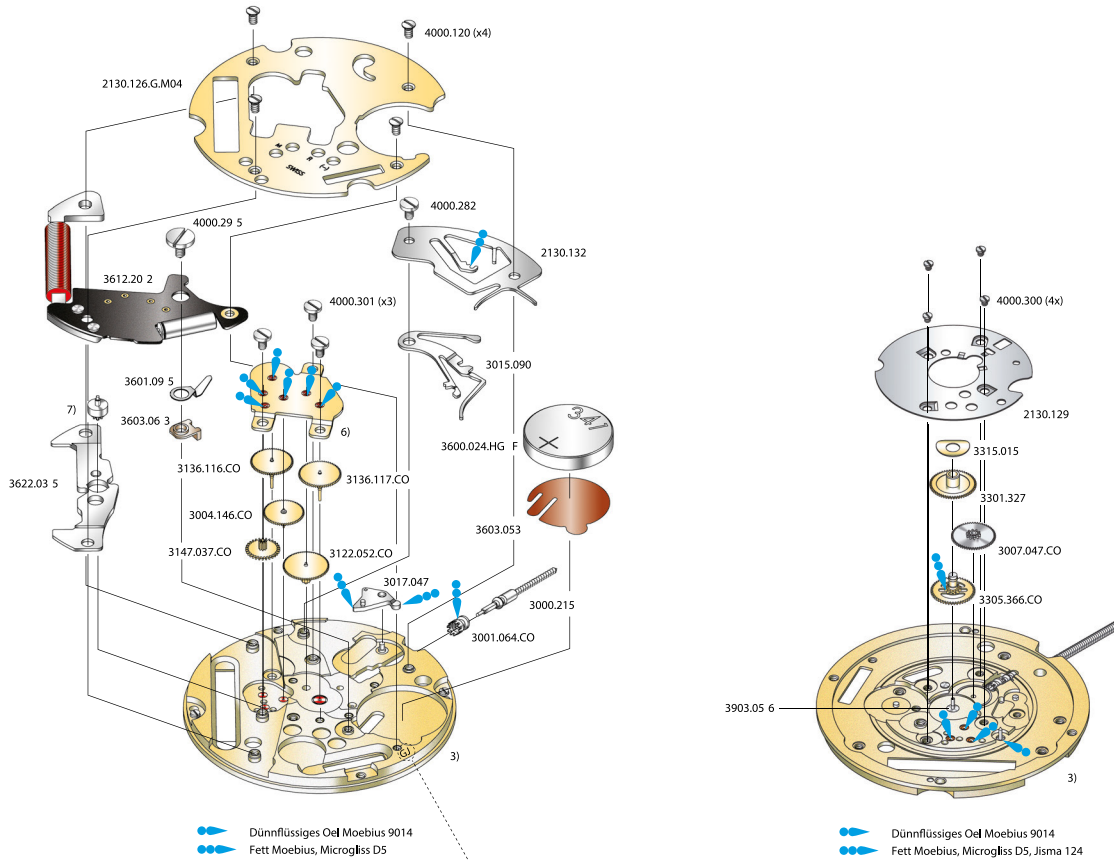 4000.120 (x4)
2130.126.G.M04
M
R
(–)
SWISS
4000.29 5
4000.282
2130.132
3612.20 2
4000.301 (x3)
3015.090
3601.09 5
7)
3603.06 3
6)
341
+
3600.024.HG F
3136.116.CO
3136.117.CO
3622.03 5
3004.146.CO
3603.053
3147.037.CO
3122.052.CO
3017.047
3000.215
3001.064.CO
3)
Dünnflüssiges Oel Moebius 9014
Fett Moebius, Microgliss D5
4000.300 (4x)
2130.129
3315.015
3301.327
3007.047.CO
3305.366.CO
3903.05 6
3)
Dünnflüssiges Oel Moebius 9014
Fett Moebius, Microgliss D5, Jisma 124